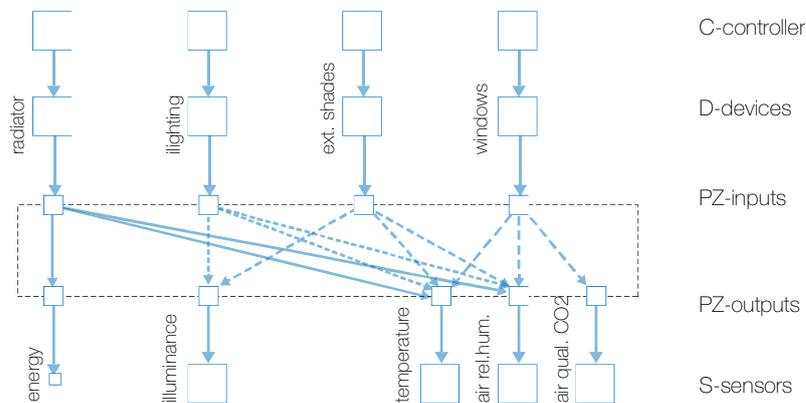 C-controller
radiator
ilighting
ext. shades
windows
D-devices
PZ-inputs
PZ-outputs
energy
illuminance
temperature
air rel.hum.
air qual. CO2
S-sensors